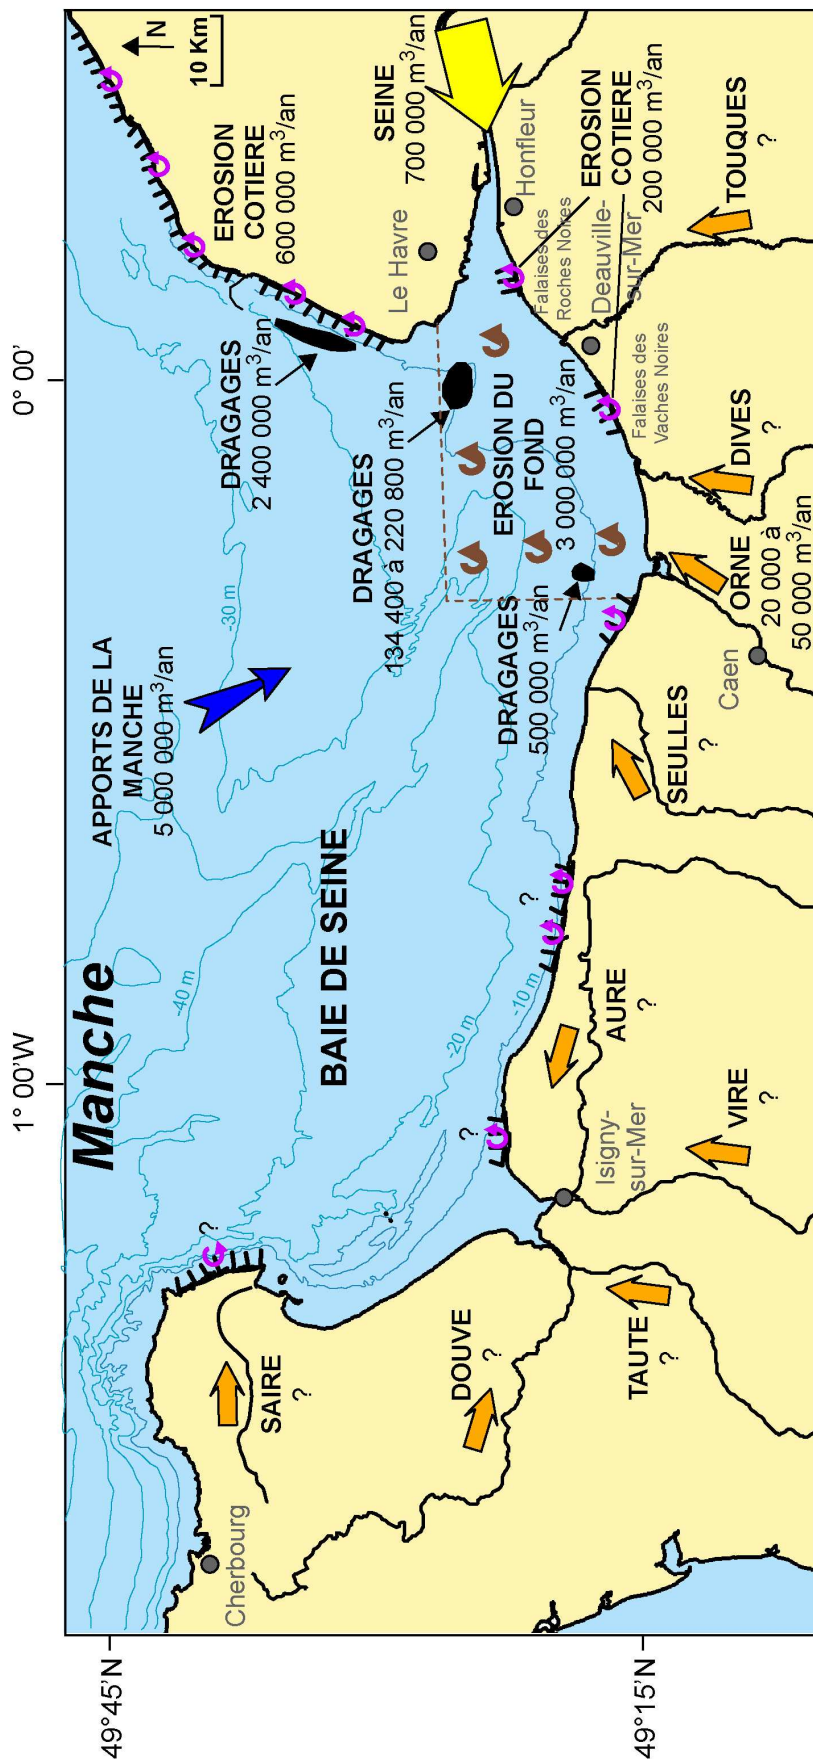 1° 00'W
0° 00'
49°45'N
49°15'N
Manche
BAIE DE SEINE
APPORTS DE LA
MANCHE
5 000 000 m³/an
N
10 Km
EROSION
COTIERE
600 000 m³/an
DRAGAGES
2 400 000 m³/an
DRAGAGES
134 400 à 220 800 m³/an
Le Havre
SEINE
700 000 m³/an
Honfleur
EROSION DU
FOND
3 000 000 m³/an
DRAGAGES
500 000 m³/an
Falaises des
Roches Noires
EROSION
COTIERE
200 000 m³/an
Deauville-
sur-Mer
Falaises des
Vaches Noires
TOUQUES
?
DIVES
?
ORNE
20 000 à
50 000 m³/an
Caen
SEULLES
?
AURE
?
VIRE
?
Isigny-
sur-Mer
TAUTE
?
DOUVE
?
SAIRE
?
Cherbourg
?
?
?
-10 m
-20 m
-30 m
-40 m